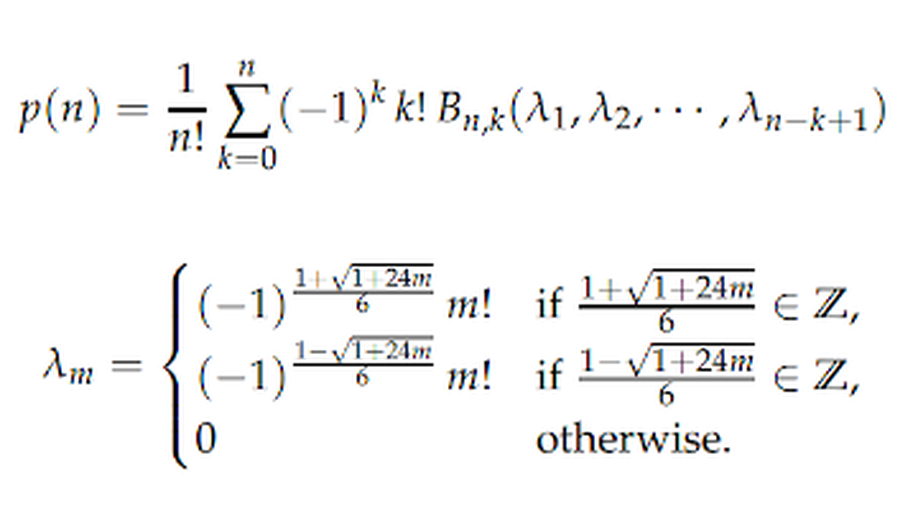 p(n) = \frac{1}{n!} \sum_{k=0}^{n} (-1)^k k! B_{n,k}(\lambda_1, \lambda_2, \cdots, \lambda_{n-k+1})
\lambda_m = \begin{cases} (-1)^{\frac{1+\sqrt{1+24m}}{6}} m! & \text{if } \frac{1+\sqrt{1+24m}}{6} \in \mathbb{Z}, \\ (-1)^{\frac{1-\sqrt{1+24m}}{6}} m! & \text{if } \frac{1-\sqrt{1+24m}}{6} \in \mathbb{Z}, \\ 0 & \text{otherwise.} \end{cases}